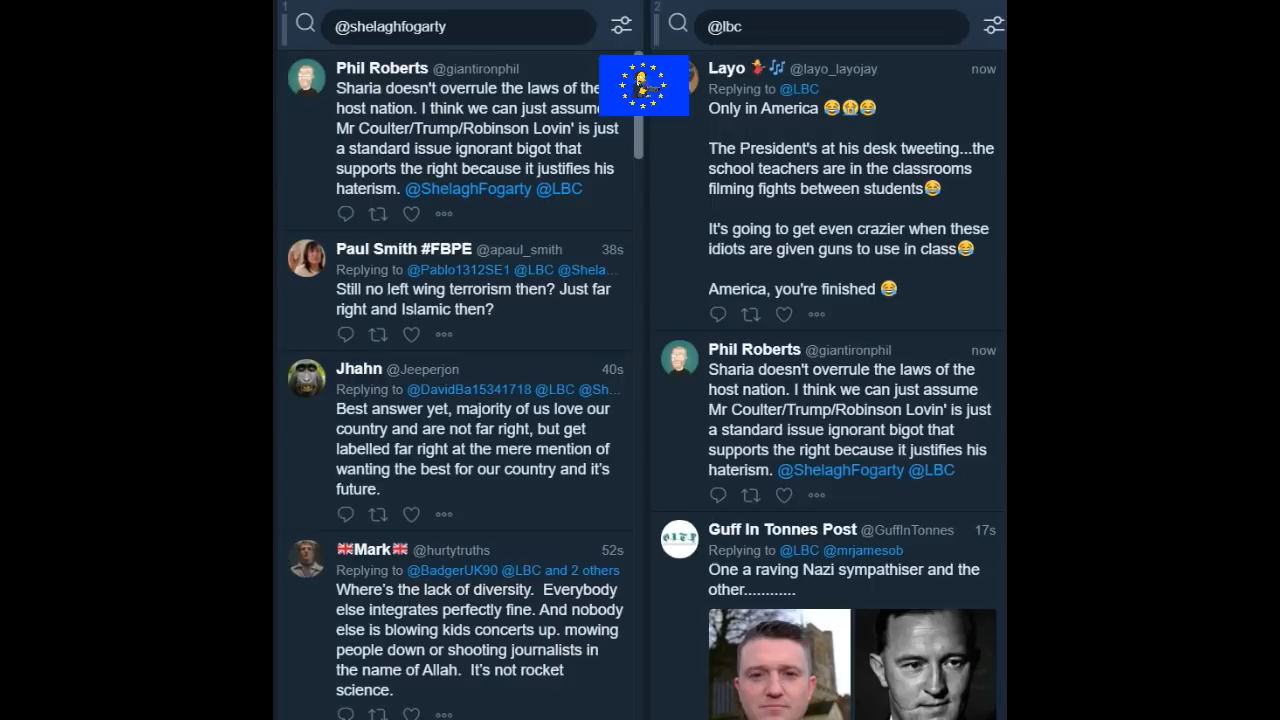 1
@shelaghfogarty
Phil Roberts @giantironphil
Sharia doesn't overrule the laws of the
host nation. I think we can just assume
Mr Coulter/Trump/Robinson Lovin' is just
a standard issue ignorant bigot that
supports the right because it justifies his
haterism. @ShelaghFogarty @LBC
Paul Smith #FBPE @apaul_smith 38s
Replying to @Pablo1312SE1 @LBC @Shela...
Still no left wing terrorism then? Just far
right and Islamic then?
Jhahn @Jeeperjon 40s
Replying to @DavidBa15341718 @LBC @Sh...
Best answer yet, majority of us love our
country and are not far right, but get
labelled far right at the mere mention of
wanting the best for our country and it's
future.
🇬🇧Mark🇬🇧 @hurtytruths 52s
Replying to @BadgerUK90 @LBC and 2 others
Where's the lack of diversity.  Everybody
else integrates perfectly fine. And nobody
else is blowing kids concerts up. mowing
people down or shooting journalists in
the name of Allah.  It's not rocket
science.
2
@lbc
Layo 💃🎶 @layo_layojay now
Replying to @LBC
Only in America 😂😭😂
The President's at his desk tweeting...the
school teachers are in the classrooms
filming fights between students😂
It's going to get even crazier when these
idiots are given guns to use in class😂
America, you're finished 😂
Phil Roberts @giantironphil now
Sharia doesn't overrule the laws of the
host nation. I think we can just assume
Mr Coulter/Trump/Robinson Lovin' is just
a standard issue ignorant bigot that
supports the right because it justifies his
haterism. @ShelaghFogarty @LBC
Guff In Tonnes Post @GuffInTonnes 17s
G.I.T.P
Replying to @LBC @mrjamesob
One a raving Nazi sympathiser and the
other............